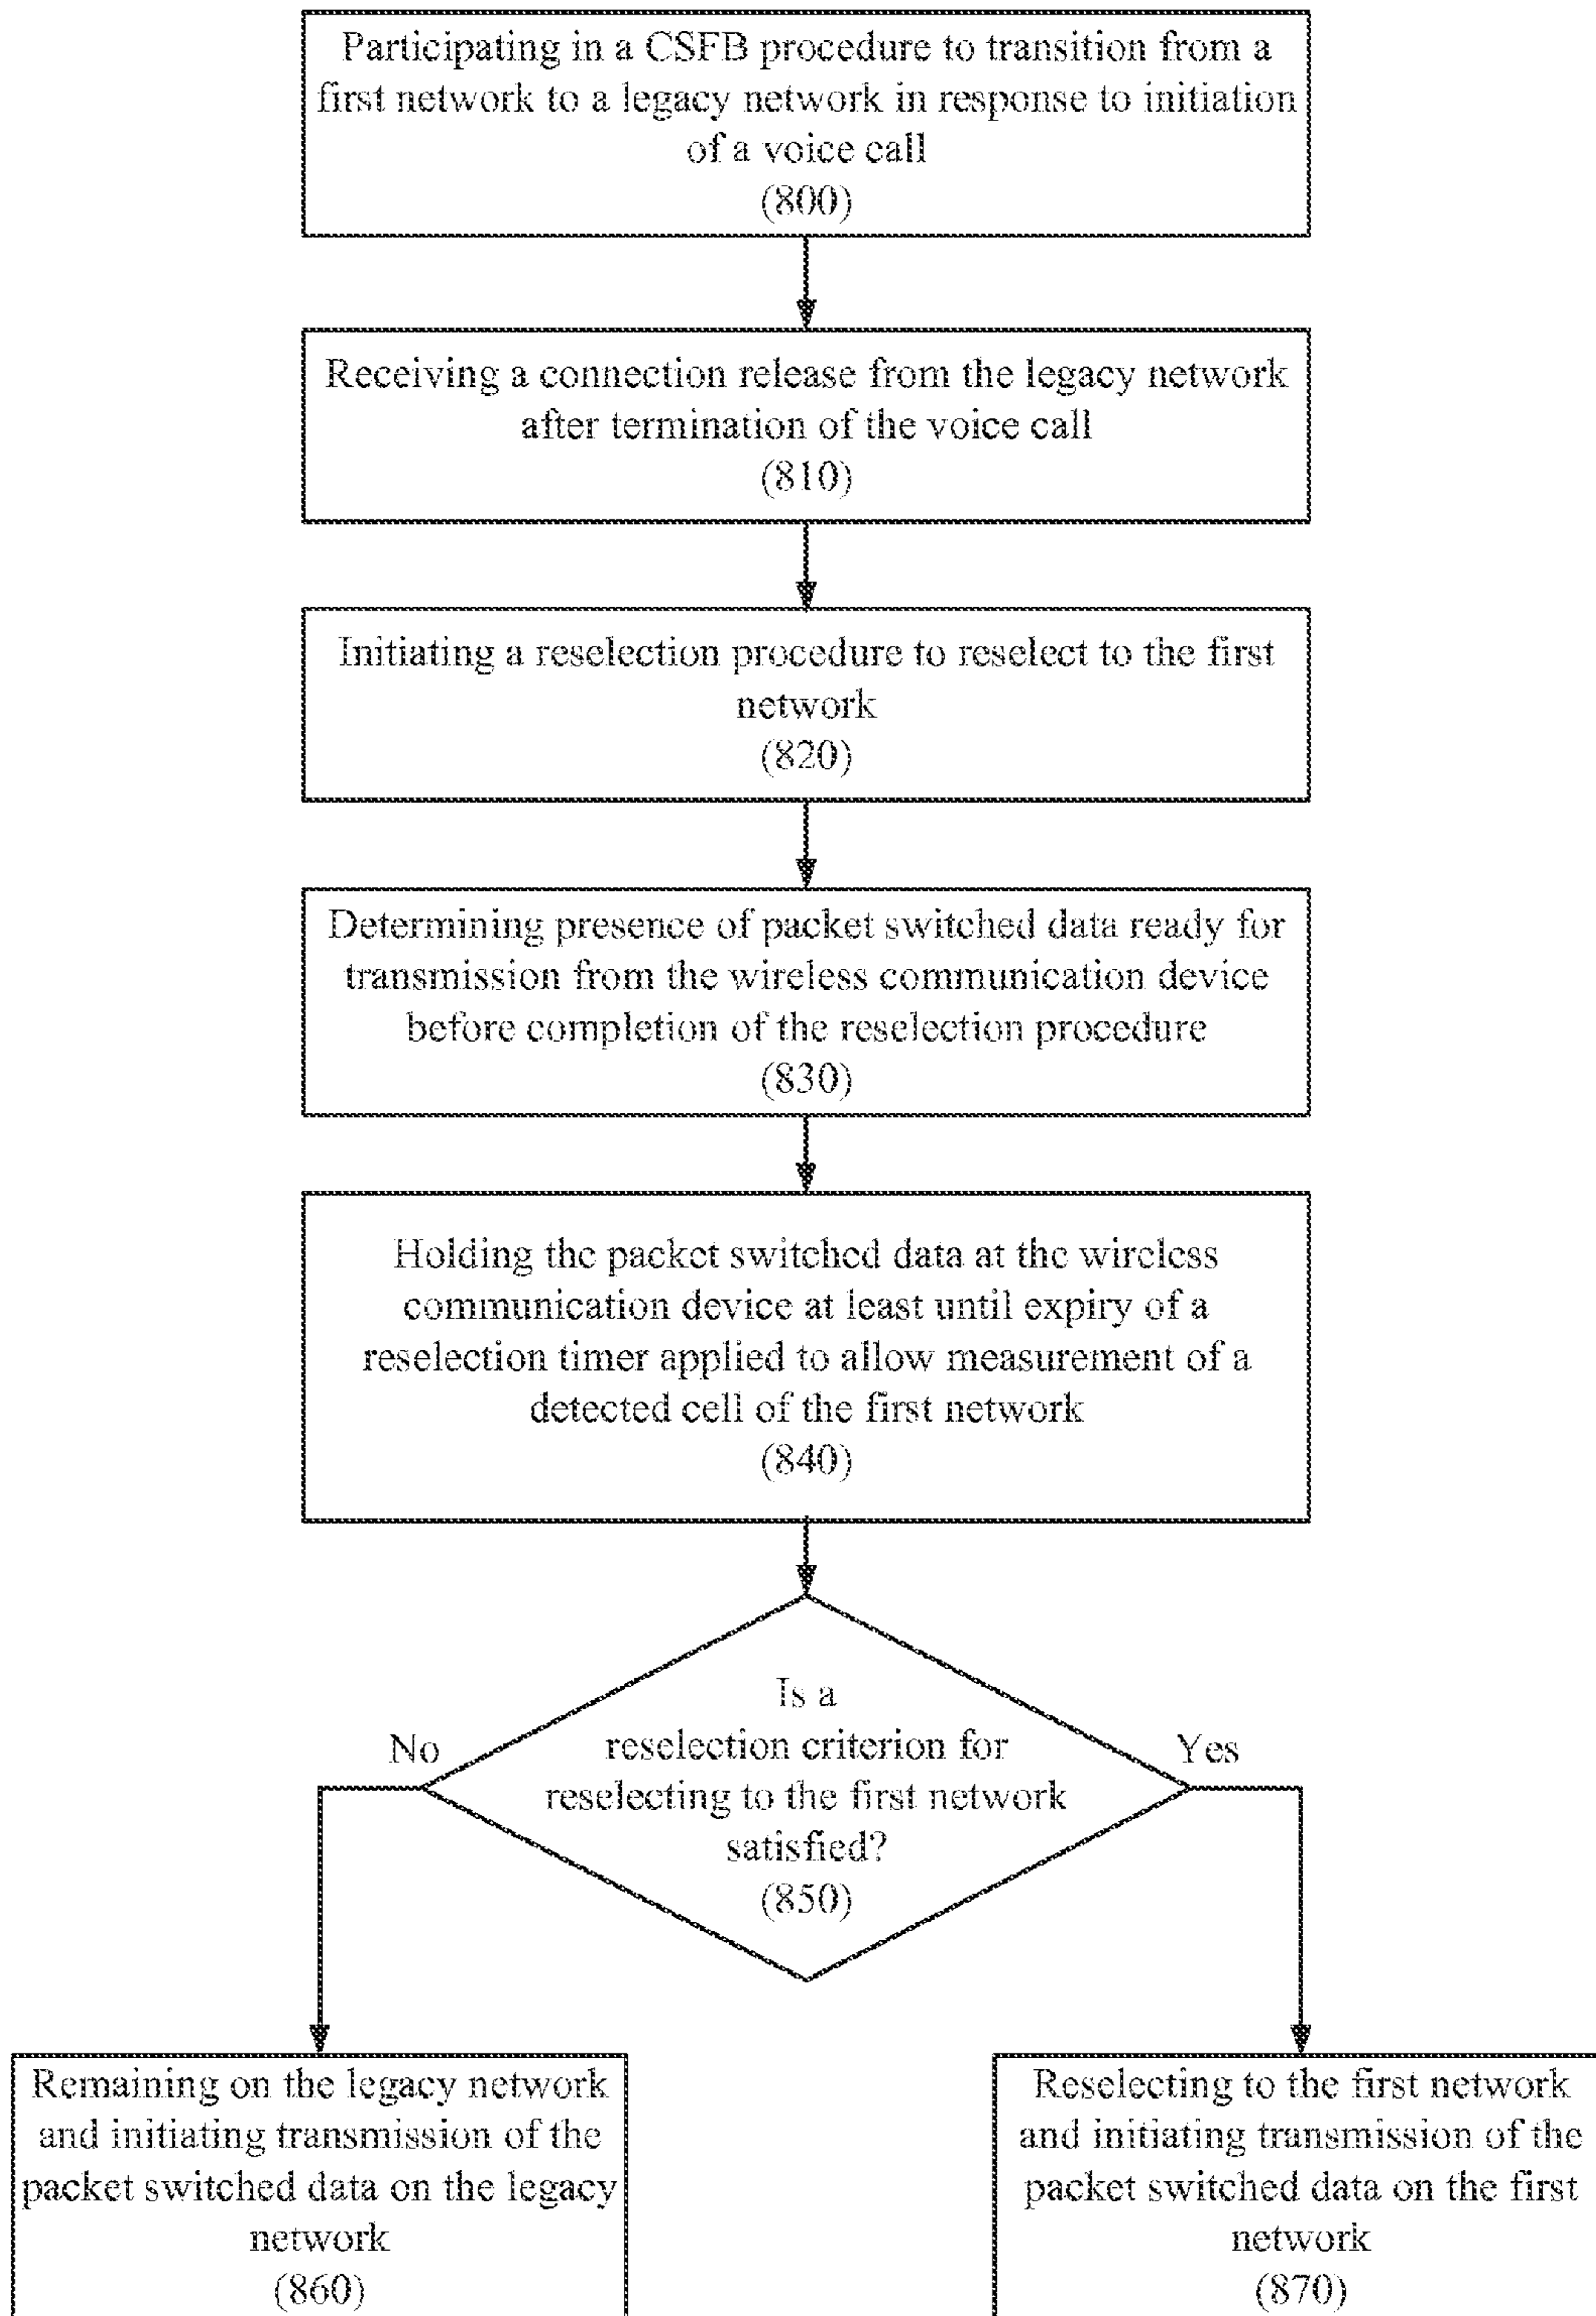 Participating in a CSFB procedure to transition from a
first network to a legacy network in response to initiation
of a voice call
(800)
Receiving a connection release from the legacy network
after termination of the voice call
(810)
Initiating a reselection procedure to reselect to the first
network
(820)
Determining presence of packet switched data ready for
transmission from the wireless communication device
before completion of the reselection procedure
(830)
Holding the packet switched data at the wireless
communication device at least until expiry of a
reselection timer applied to allow measurement of a
detected cell of the first network
(840)
Is a
reselection criterion for
reselecting to the first network
satisfied?
(850)
No
Yes
Remaining on the legacy network
and initiating transmission of the
packet switched data on the legacy
network
(860)
Reselecting to the first network
and initiating transmission of the
packet switched data on the first
network
(870)